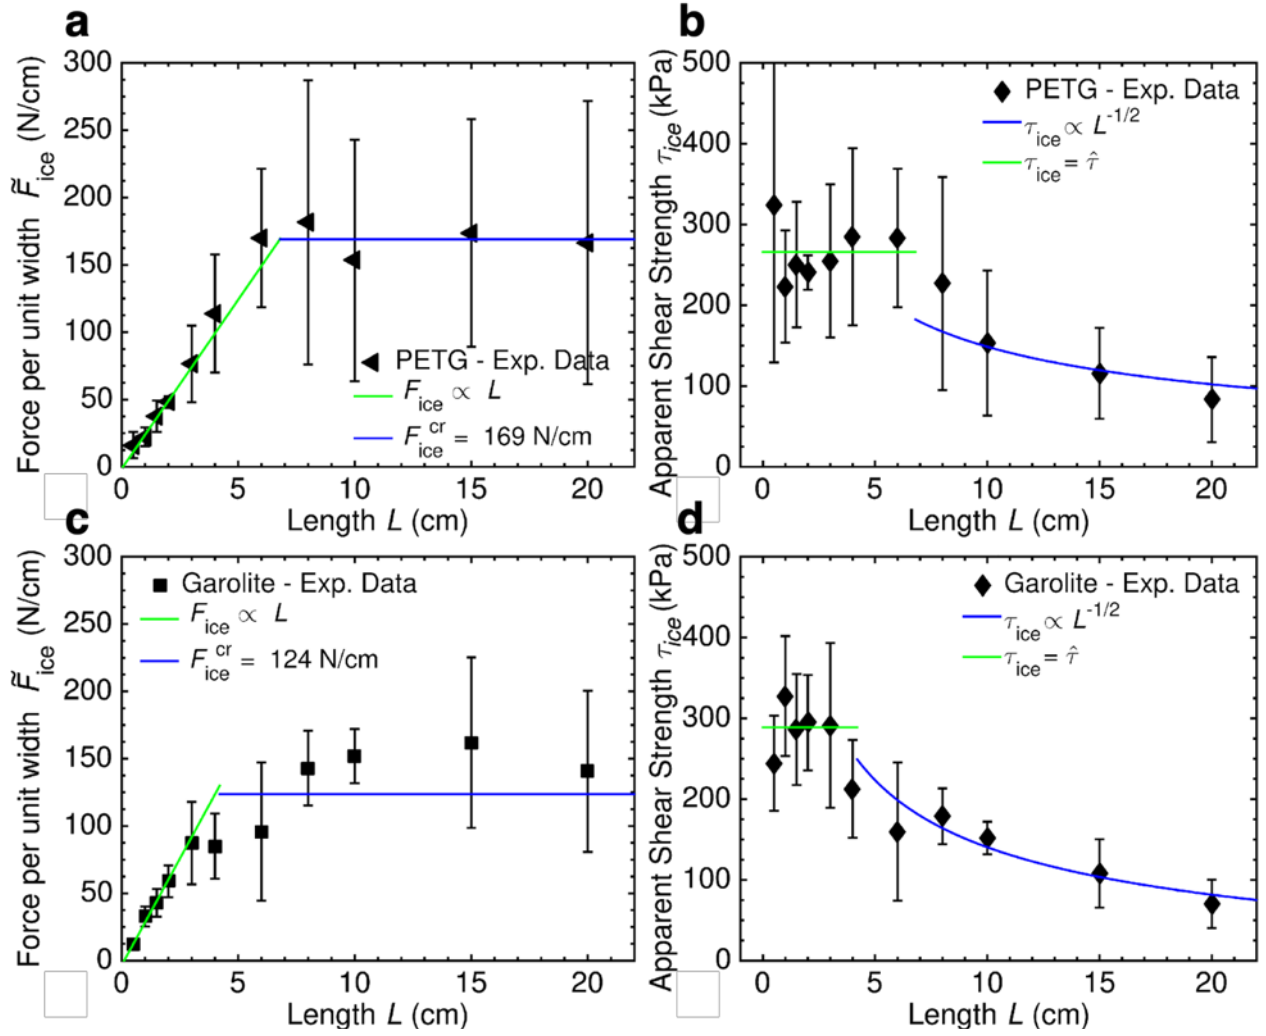 a
Force per unit width F̃ice (N/cm)
300
250
200
150
100
50
0
PETG - Exp. Data
Fice ∝ L
Fice cr = 169 N/cm
0 5 10 15 20
Length L (cm)
b
Apparent Shear Strength τice (kPa)
500
400
300
200
100
0
PETG - Exp. Data
τice ∝ L-1/2
τice = τ̂
0 5 10 15 20
Length L (cm)
c
Force per unit width F̃ice (N/cm)
300
250
200
150
100
50
0
Garolite - Exp. Data
Fice ∝ L
Fice cr = 124 N/cm
0 5 10 15 20
Length L (cm)
d
Apparent Shear Strength τice (kPa)
500
400
300
200
100
0
Garolite - Exp. Data
τice ∝ L-1/2
τice = τ̂
0 5 10 15 20
Length L (cm)